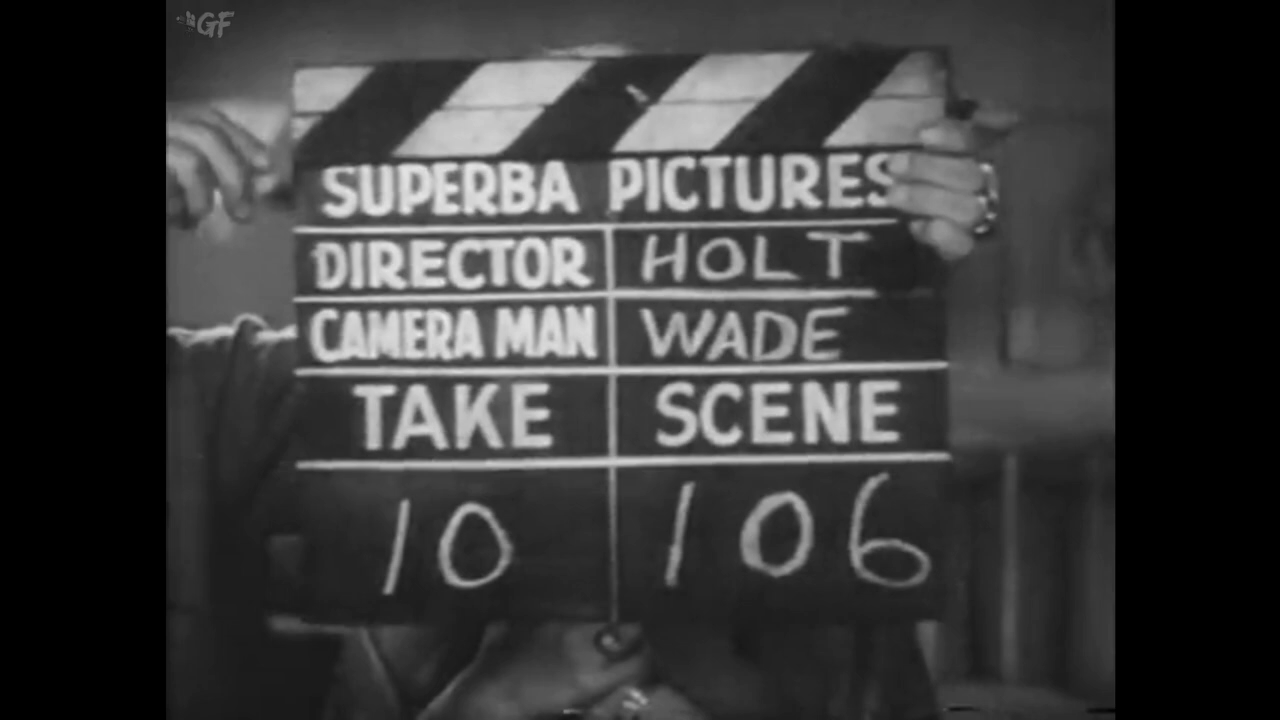 GF
SUPERBA PICTURES
DIRECTOR HOLT
CAMERA MAN WADE
TAKE SCENE
10 106